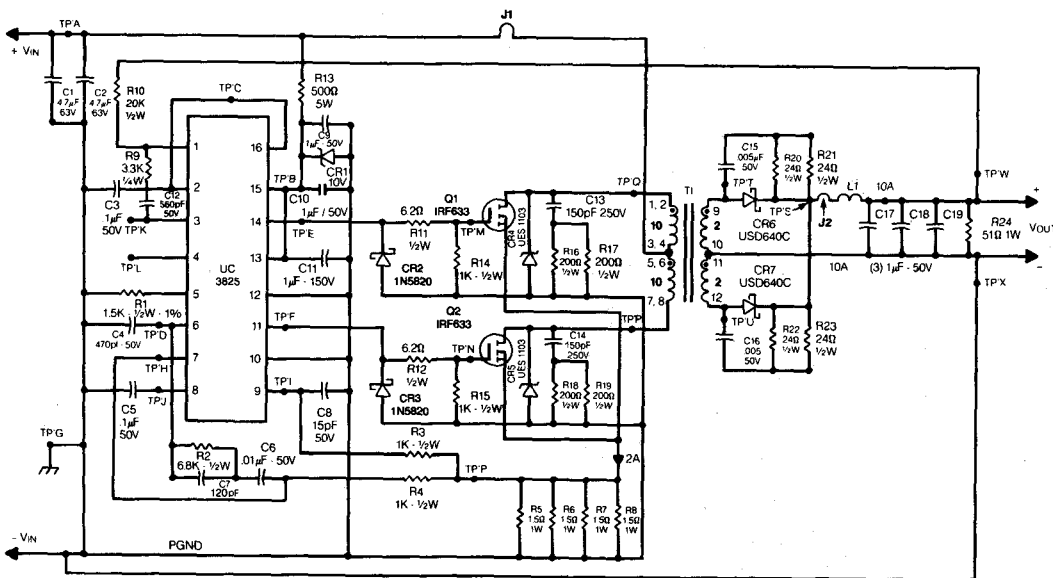 J1
TP'A
+ VIN
C1
4.7µF
63V
C2
4.7µF
63V
R10
20K
½W
TP'C
R13
500Ω
5W
C9
1µF - 50V
CR1
10V
R9
3.3K
¼W
C12
560pF
50V
C3
.1µF
50V
TP'K
TP'L
R1
1.5K - ½W - 1%
TP'D
C4
470pf - 50V
TP'H
C5
.1µF
50V
TP'J
TP'G
1
2
3
4
5
6
7
8
UC
3825
16
15
14
13
12
11
10
9
TP'B
C10
1µF / 50V
TP'E
C11
1µF - 150V
TP'F
TP'I
C8
15pF
50V
R2
6.8K - ½W
C7
120pF
C6
.01µF - 50V
R3
1K - ½W
R4
1K - ½W
TP'P
CR2
1N5820
6.2Ω
R11
½W
Q1
IRF633
TP'M
R14
1K - ½W
CR4
UES 1103
C13
150pF 250V
R16
200Ω
½W
R17
200Ω
½W
TP'Q
CR3
1N5820
6.2Ω
R12
½W
Q2
IRF633
TP'N
R15
1K - ½W
CR5
UES 1103
C14
150pF
250V
R18
200Ω
½W
R19
200Ω
½W
TP'P
2A
R5
1.5Ω
1W
R6
1.5Ω
1W
R7
1.5Ω
1W
R8
1.5Ω
1W
T1
1, 2
10
3, 4
5, 6
10
7, 8
9
2
10
11
2
12
C15
.005µF
50V
R20
24Ω
½W
R21
24Ω
½W
TP'T
TP'S
CR6
USD640C
J2
L1
10A
C17
C18
C19
R24
51Ω 1W
TP'W
+
VOUT
-
TP'X
10A
(3) 1µF - 50V
CR7
USD640C
TP'U
C16
.005
50V
R22
24Ω
½W
R23
24Ω
½W
- VIN
PGND